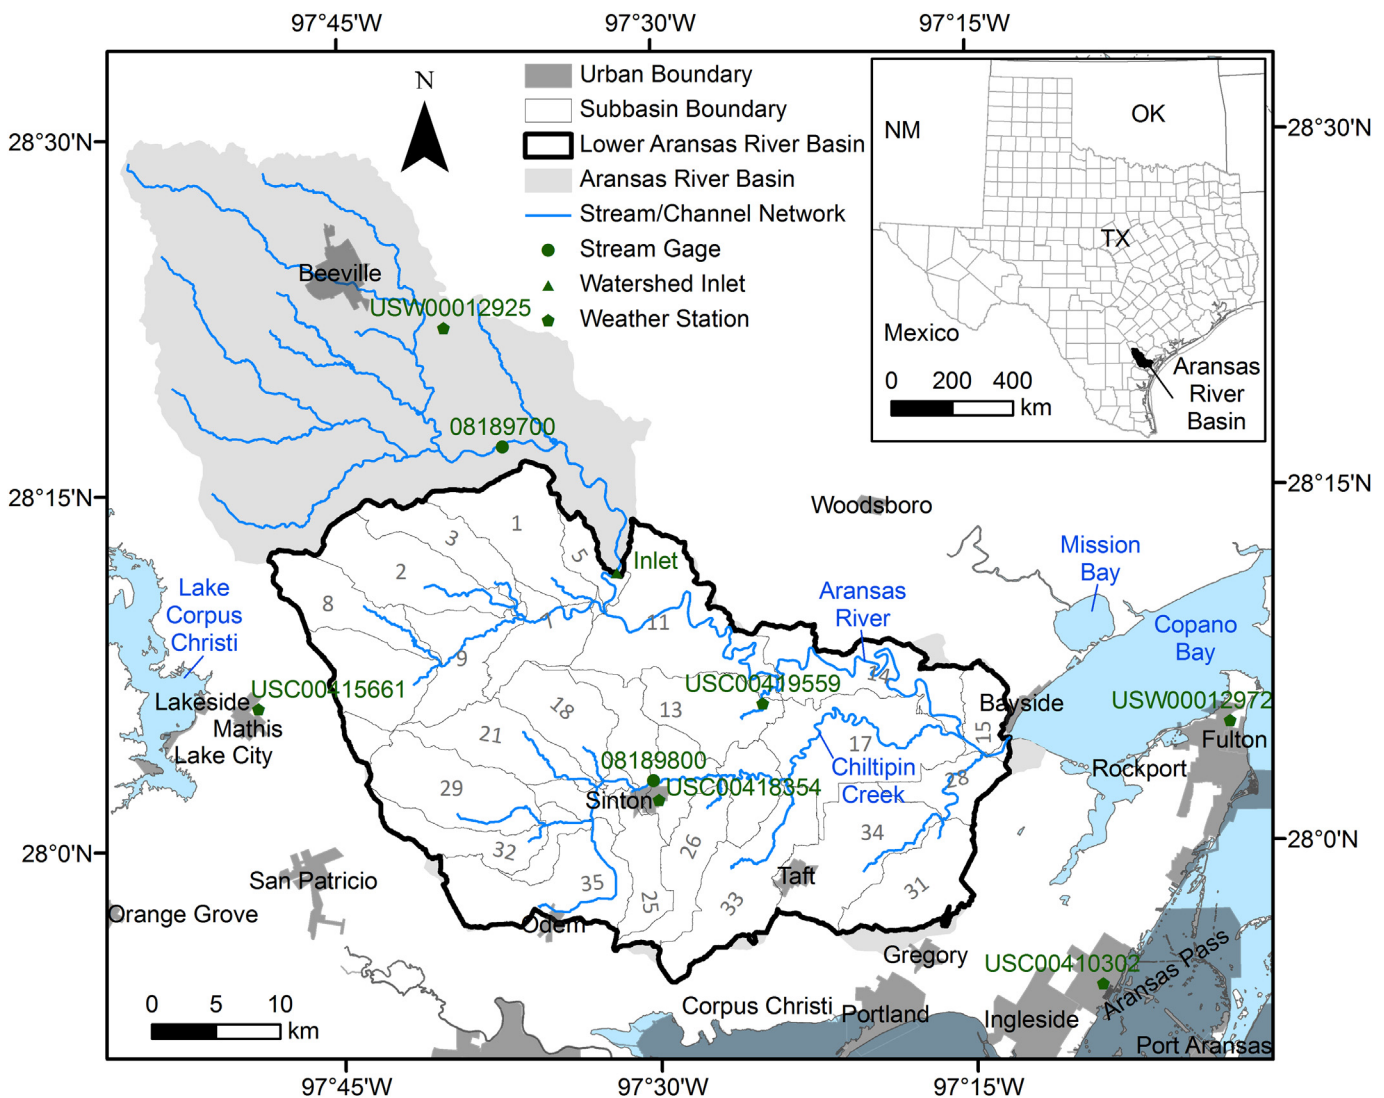 97°45'W
97°30'W
97°15'W
N
Urban Boundary
Subbasin Boundary
Lower Aransas River Basin
Aransas River Basin
Stream/Channel Network
Stream Gage
Watershed Inlet
Weather Station
NM
OK
TX
Mexico
0 200 400
km
Aransas
River
Basin
28°30'N
28°30'N
Beeville
USW00012925
08189700
28°15'N
28°15'N
Woodsboro
1
3
5
2
Inlet
Mission
Bay
Lake
Corpus
Christi
8
7
11
Aransas
River
Copano
Bay
9
14
USC00415661
USC00419559
USW00012972
Lakeside
Mathis
Lake City
18
13
Bayside
21
17
15
Fulton
08189800
Chiltipin
Creek
Rockport
29
Sinton
USC00418354
28
34
28°0'N
28°0'N
32
26
San Patricio
35
25
33
Taft
31
Orange Grove
Odem
Gregory
USC00410302
Aransas Pass
0 5 10
km
Corpus Christi
Portland
Ingleside
Port Aransas
97°45'W
97°30'W
97°15'W